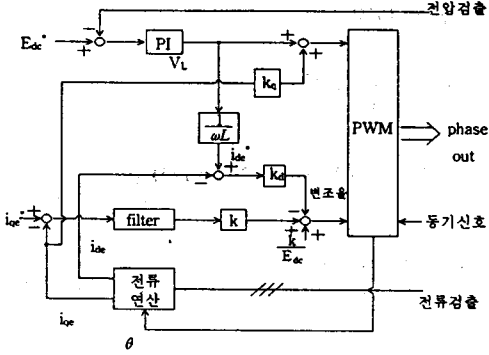 전압검출
E_dc*
PI
V_L
k_q
PWM
phase
out
ωL
i_de*
k_d
변조율
i_qe*
filter
k
k
E_dc
동기신호
i_de
전류
연산
전류검출
i_qe
θ